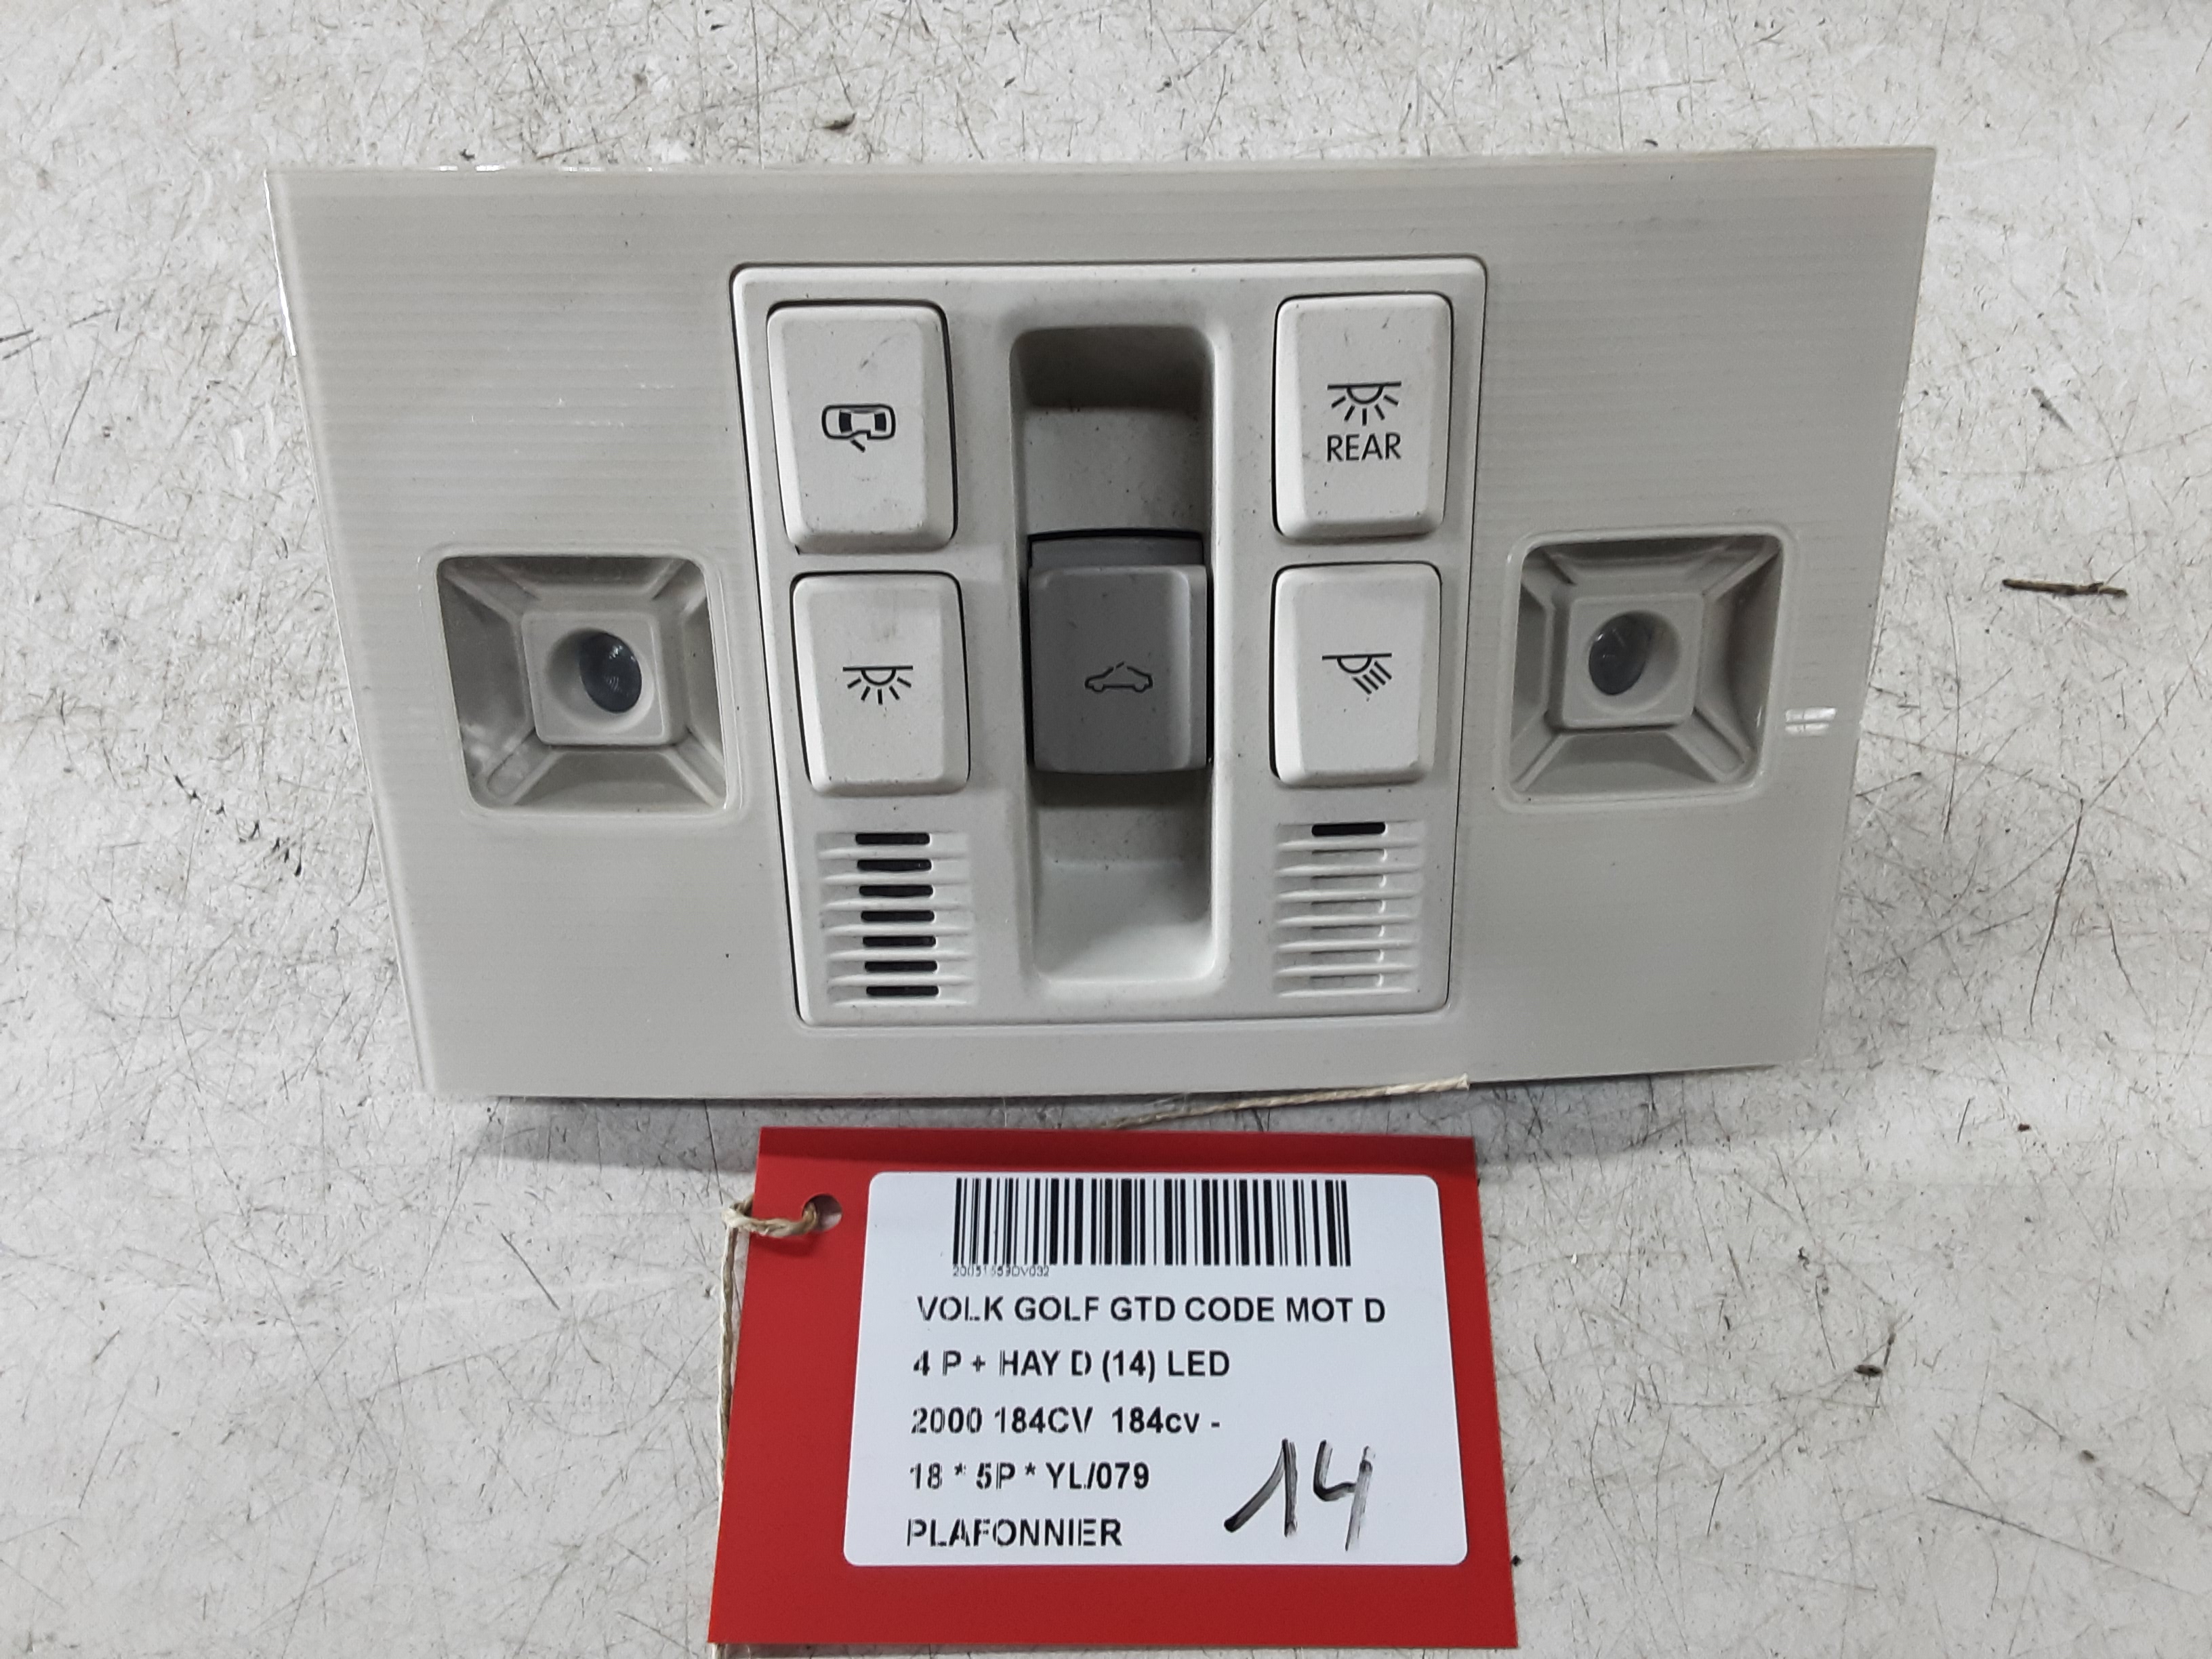 REAR
VOLK GOLF GTD CODE MOT D
4 P + HAY D (14) LED
2000 184CV 184cv -
18 * 5P * YL/079
14
PLAFONNIER